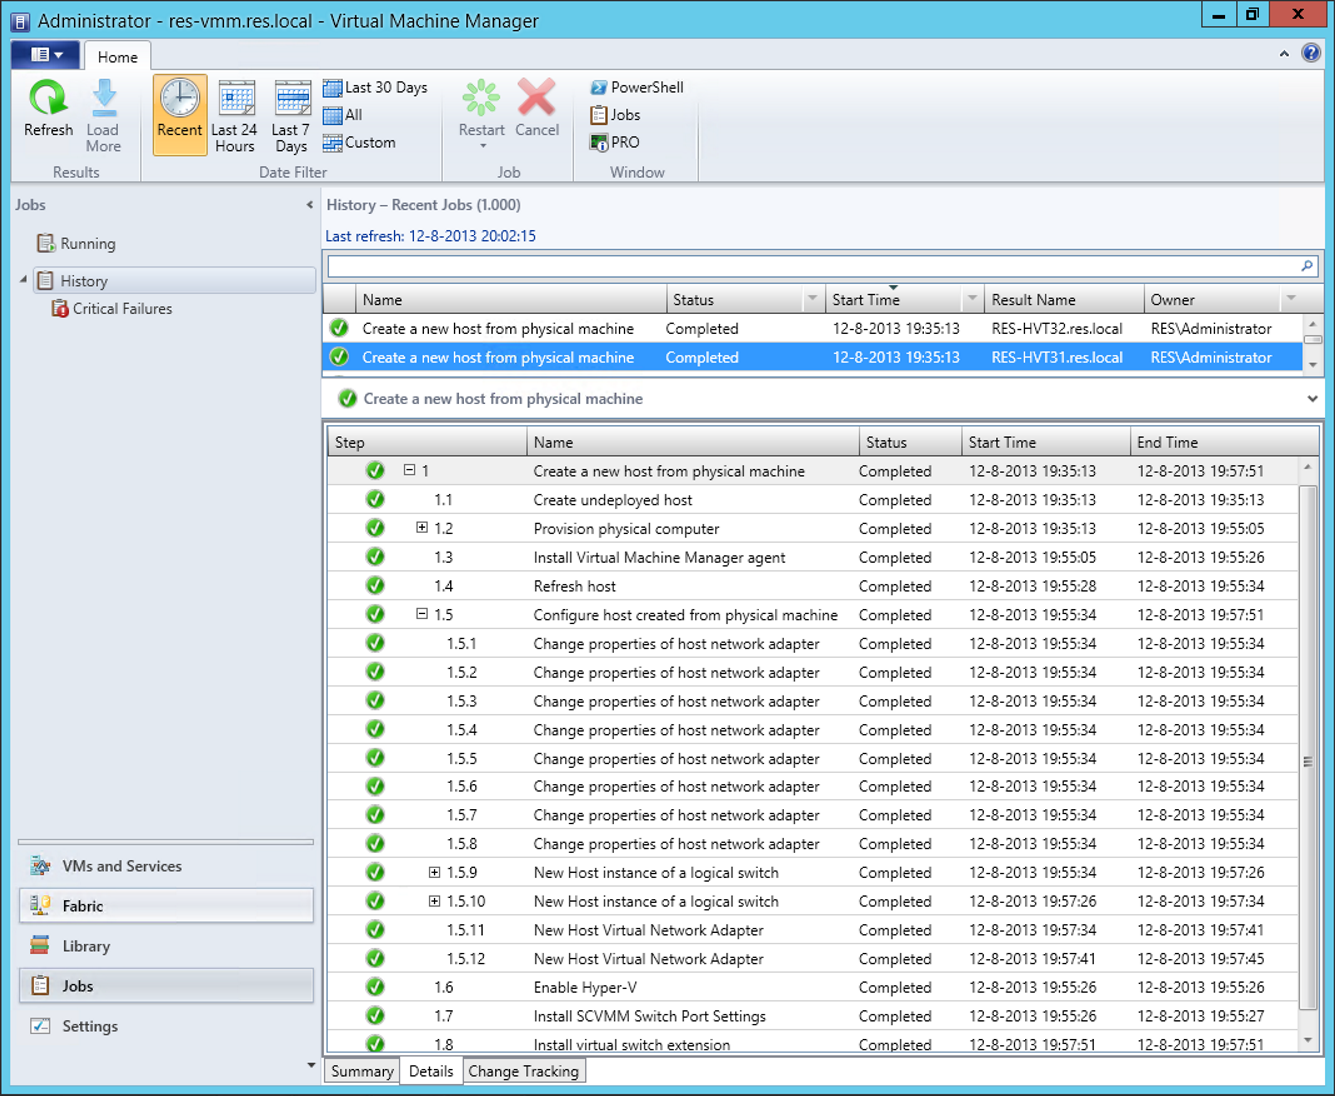 Administrator - res-vmm.res.local - Virtual Machine Manager
Home
Refresh
Load More
Results
Recent
Last 24 Hours
Last 7 Days
Last 30 Days
All
Custom
Date Filter
Restart
Cancel
Job
PowerShell
Jobs
PRO
Window
Jobs
Running
History
Critical Failures
VMs and Services
Fabric
Library
Jobs
Settings
History – Recent Jobs (1.000)
Last refresh: 12-8-2013 20:02:15
Name Status Start Time Result Name Owner
Create a new host from physical machine Completed 12-8-2013 19:35:13 RES-HVT32.res.local RES\Administrator
Create a new host from physical machine Completed 12-8-2013 19:35:13 RES-HVT31.res.local RES\Administrator
Create a new host from physical machine
Step Name Status Start Time End Time
1 Create a new host from physical machine Completed 12-8-2013 19:35:13 12-8-2013 19:57:51
1.1 Create undeployed host Completed 12-8-2013 19:35:13 12-8-2013 19:35:13
1.2 Provision physical computer Completed 12-8-2013 19:35:13 12-8-2013 19:55:05
1.3 Install Virtual Machine Manager agent Completed 12-8-2013 19:55:05 12-8-2013 19:55:26
1.4 Refresh host Completed 12-8-2013 19:55:28 12-8-2013 19:55:34
1.5 Configure host created from physical machine Completed 12-8-2013 19:55:34 12-8-2013 19:57:51
1.5.1 Change properties of host network adapter Completed 12-8-2013 19:55:34 12-8-2013 19:55:34
1.5.2 Change properties of host network adapter Completed 12-8-2013 19:55:34 12-8-2013 19:55:34
1.5.3 Change properties of host network adapter Completed 12-8-2013 19:55:34 12-8-2013 19:55:34
1.5.4 Change properties of host network adapter Completed 12-8-2013 19:55:34 12-8-2013 19:55:34
1.5.5 Change properties of host network adapter Completed 12-8-2013 19:55:34 12-8-2013 19:55:34
1.5.6 Change properties of host network adapter Completed 12-8-2013 19:55:34 12-8-2013 19:55:34
1.5.7 Change properties of host network adapter Completed 12-8-2013 19:55:34 12-8-2013 19:55:34
1.5.8 Change properties of host network adapter Completed 12-8-2013 19:55:34 12-8-2013 19:55:34
1.5.9 New Host instance of a logical switch Completed 12-8-2013 19:55:34 12-8-2013 19:57:26
1.5.10 New Host instance of a logical switch Completed 12-8-2013 19:57:26 12-8-2013 19:57:34
1.5.11 New Host Virtual Network Adapter Completed 12-8-2013 19:57:34 12-8-2013 19:57:41
1.5.12 New Host Virtual Network Adapter Completed 12-8-2013 19:57:41 12-8-2013 19:57:45
1.6 Enable Hyper-V Completed 12-8-2013 19:55:26 12-8-2013 19:55:26
1.7 Install SCVMM Switch Port Settings Completed 12-8-2013 19:55:26 12-8-2013 19:55:27
1.8 Install virtual switch extension Completed 12-8-2013 19:57:51 12-8-2013 19:57:51
Summary Details Change Tracking